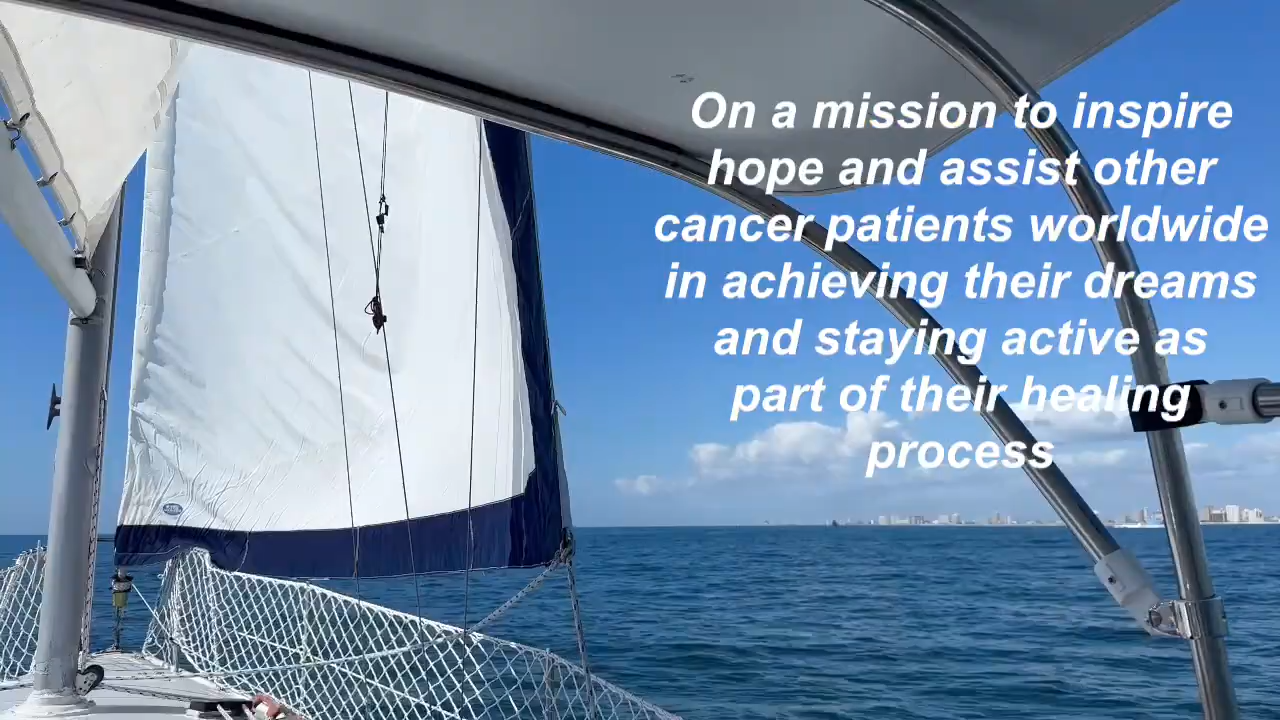 On a mission to inspire
hope and assist other
cancer patients worldwide
in achieving their dreams
and staying active as
part of their healing
process